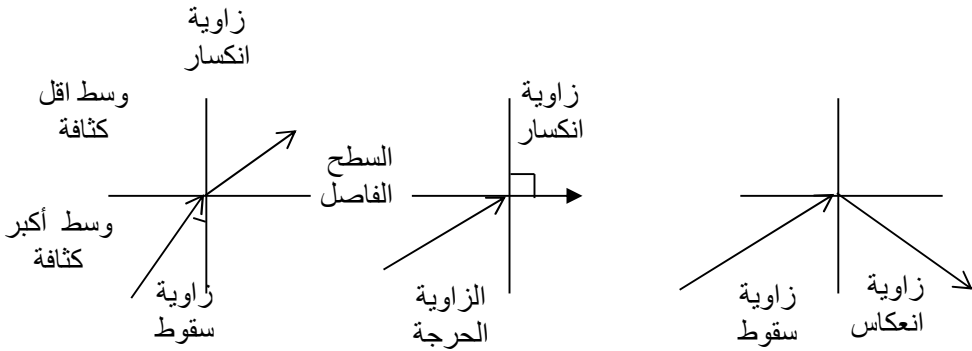 زاوية
انكسار
وسط اقل
كثافة
وسط أكبر
كثافة
زاوية
سقوط
السطح
الفاصل
زاوية
انكسار
الزاوية
الحرجة
زاوية
سقوط
زاوية
انعكاس